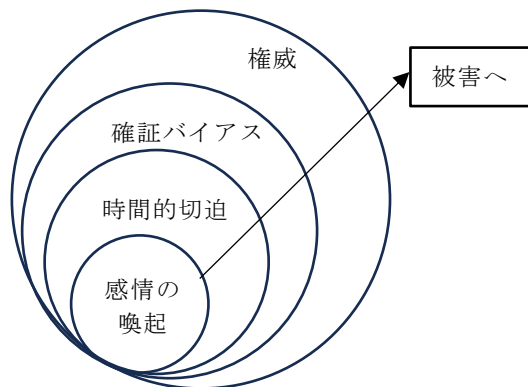 権威
被害へ
確証バイアス
時間的切迫
感情の
喚起